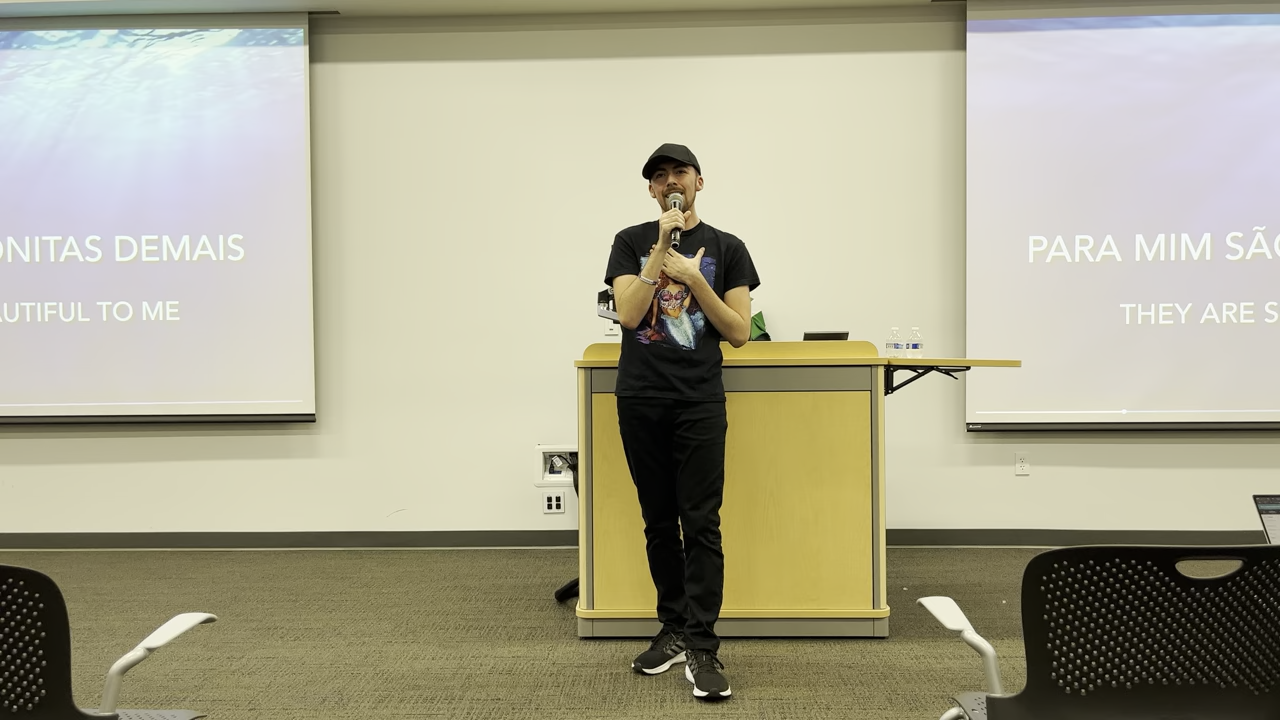 ONITAS DEMAIS
AUTIFUL TO ME
PARA MIM SÃO
THEY ARE S